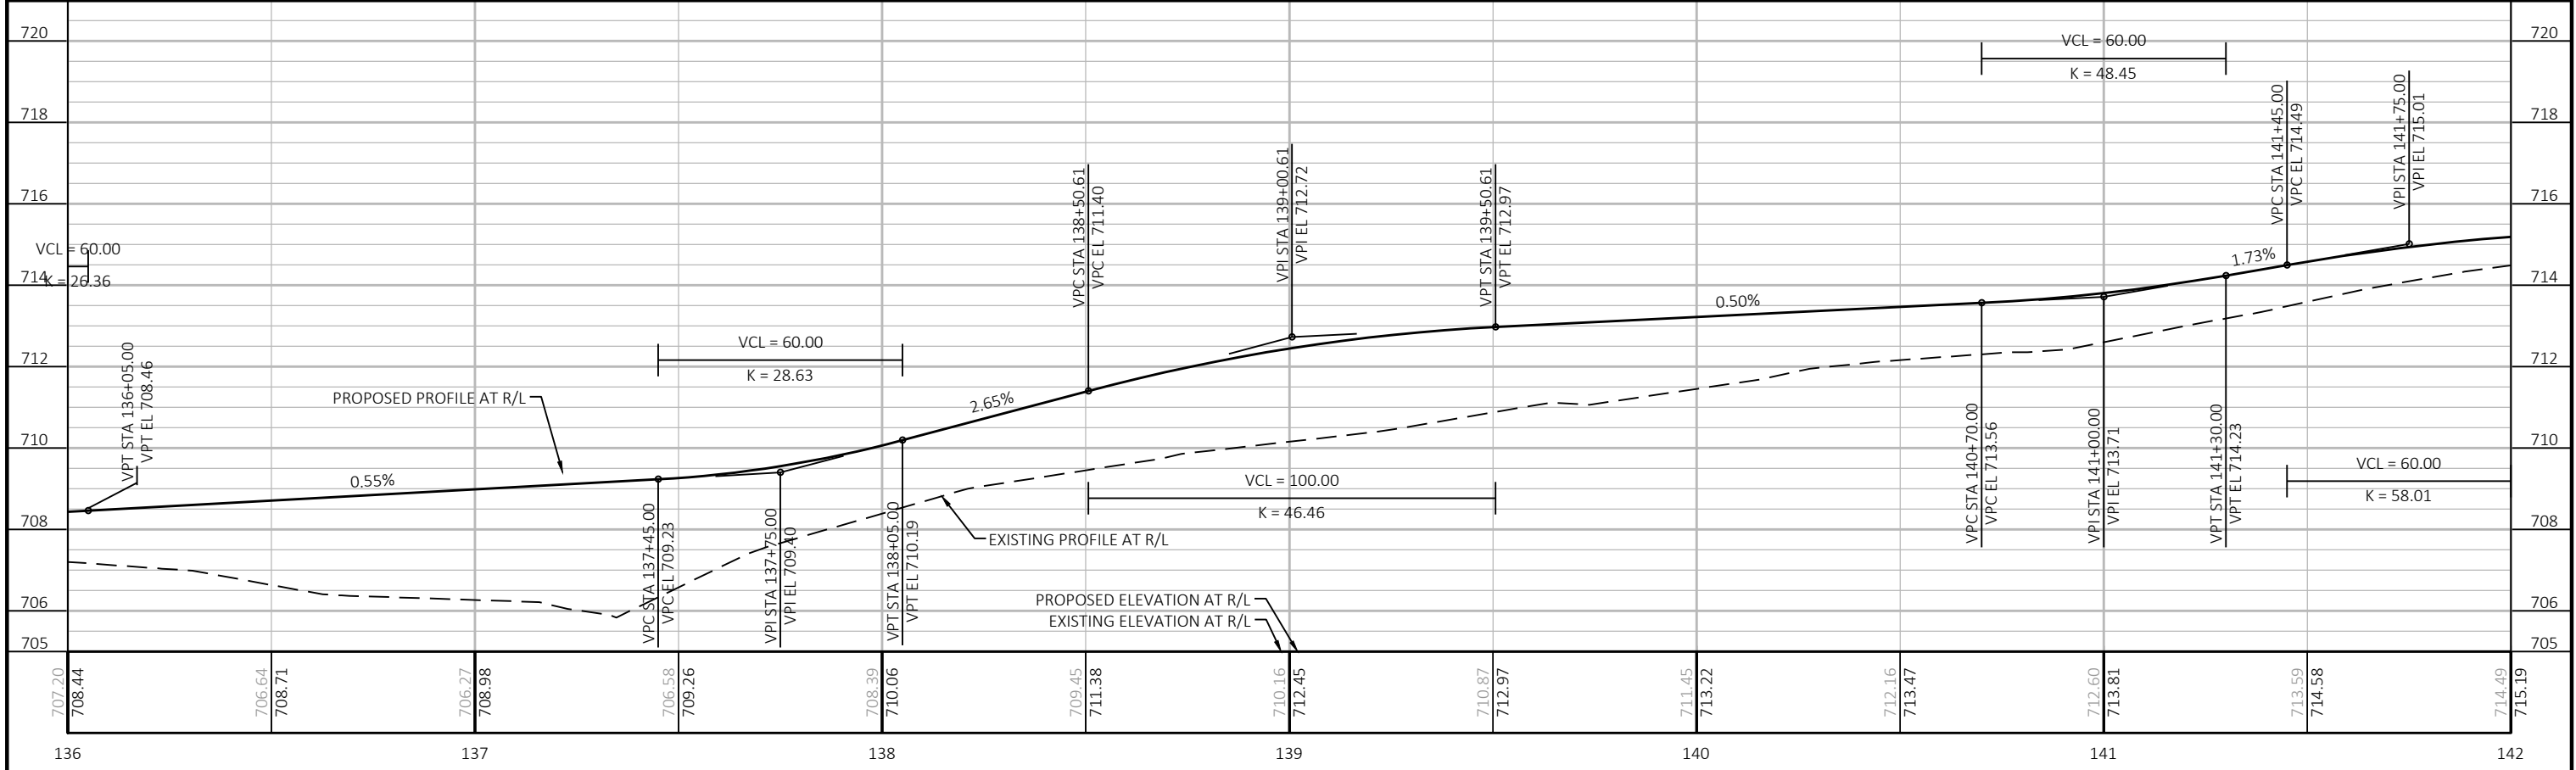 720
718
716
714
712
710
708
706
705
720
718
716
714
712
710
708
706
705
VCL = 60.00
K = 26.36
VPT STA 136+05.00
VPT EL 708.46
PROPOSED PROFILE AT R/L
0.55%
VCL = 60.00
K = 28.63
VPC STA 137+45.00
VPC EL 709.23
VPI STA 137+75.00
VPI EL 709.40
VPT STA 138+05.00
VPT EL 710.19
2.65%
EXISTING PROFILE AT R/L
VPC STA 138+50.61
VPC EL 711.40
VPI STA 139+00.61
VPI EL 712.72
VPT STA 139+50.61
VPT EL 712.97
VCL = 100.00
K = 46.46
PROPOSED ELEVATION AT R/L
EXISTING ELEVATION AT R/L
0.50%
VCL = 60.00
K = 48.45
VPC STA 140+70.00
VPC EL 713.56
VPI STA 141+00.00
VPI EL 713.71
VPT STA 141+30.00
VPT EL 714.23
1.73%
VPC STA 141+45.00
VPC EL 714.49
VPI STA 141+75.00
VPI EL 715.01
VCL = 60.00
K = 58.01
707.20
708.44
706.64
708.71
706.27
708.98
706.58
709.26
708.39
710.06
709.45
711.38
710.16
712.45
710.87
712.97
711.45
713.22
712.16
713.47
712.60
713.81
713.59
714.58
714.49
715.19
136
137
138
139
140
141
142